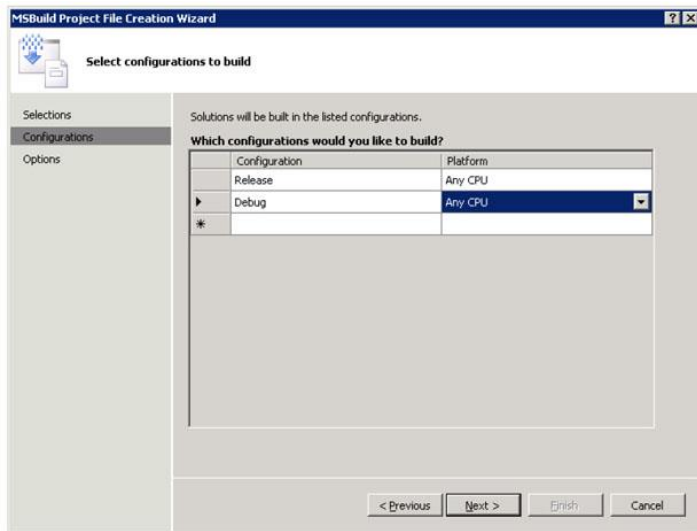 MSBuild Project File Creation Wizard
Select configurations to build
Selections
Configurations
Options
Solutions will be built in the listed configurations.
Which configurations would you like to build?
Configuration Platform
Release Any CPU
Debug Any CPU
< Previous Next > Finish Cancel